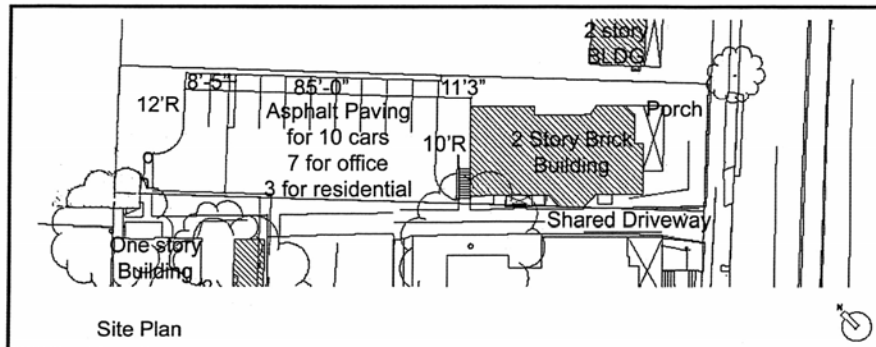 2 story
BLDG
8'-5"
85'-0"
11'3"
12'R
Asphalt Paving
for 10 cars
7 for office
3 for residential
10'R
2 Story Brick
Building
Porch
Shared Driveway
One story
Building
Site Plan
N